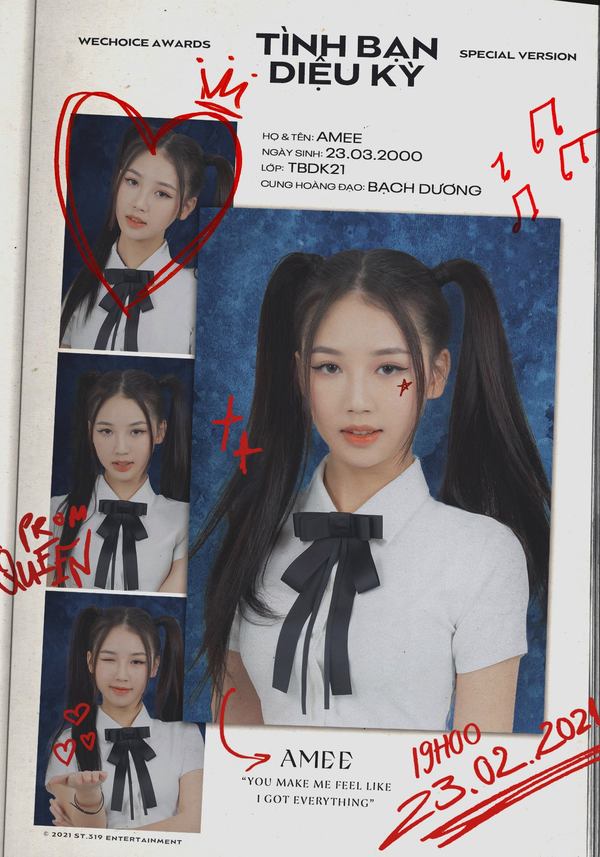 WECHOICE AWARDS
TÌNH BẠN
DIỆU KỲ
SPECIAL VERSION
HỌ & TÊN: AMEE
NGÀY SINH: 23.03.2000
LỚP: TBDK21
CUNG HOÀNG ĐẠO: BẠCH DƯƠNG
PROM
QUEEN
AMEE
“YOU MAKE ME FEEL LIKE
I GOT EVERYTHING”
19H00
23.02.2021
© 2021 ST.319 ENTERTAINMENT